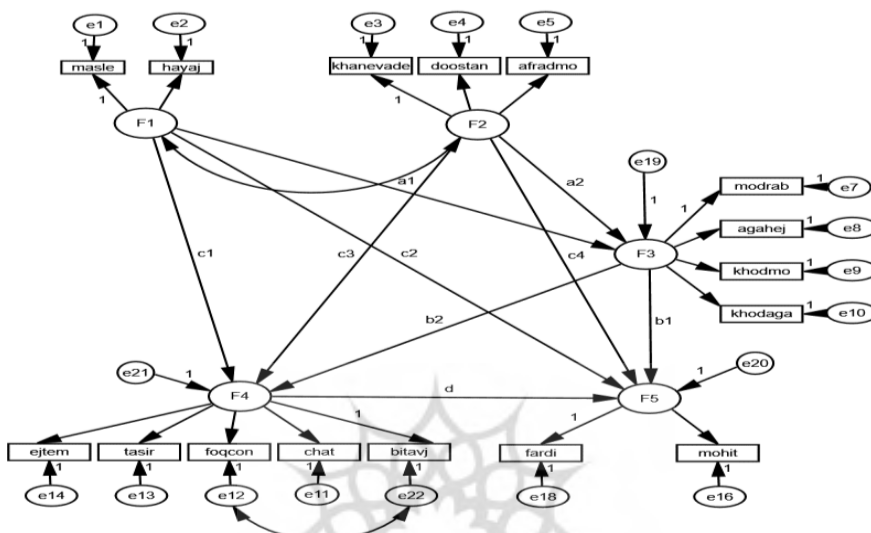 e1 e2 e3 e4 e5
1 1 1 1 1
masle hayaj khanevade doostan afradmo
1 1
F1 F2
e19
a1 a2 1 1 modrab 1 e7
agahej 1 e8
c1 c3 c2 c4 F3
khodmo 1 e9
b2 b1 khodaga 1 e10
e21 1 1 e20
F4 d F5
1 1
ejtem tasir foqcon chat bitavj fardi mohit
1 1 1 1 1 1 1
e14 e13 e12 e11 e22 e18 e16